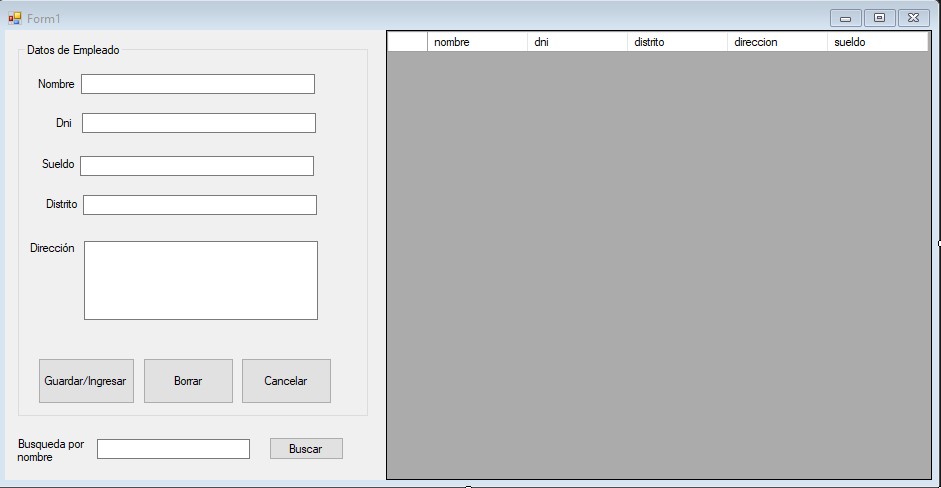 Form1
Datos de Empleado
Nombre
Dni
Sueldo
Distrito
Dirección
Guardar/Ingresar Borrar Cancelar
Busqueda por
nombre
Buscar
nombre dni distrito direccion sueldo